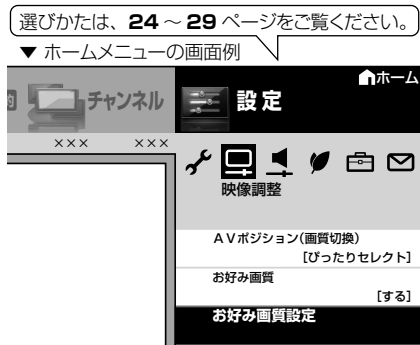 選びかたは、24～29ページをご覧ください。
▼ ホームメニューの画面例
ホーム
チャンネル
設定
××× ×××
映像調整
ＡＶポジション(画質切換)
[ぴったりセレクト]
お好み画質
[する]
お好み画質設定